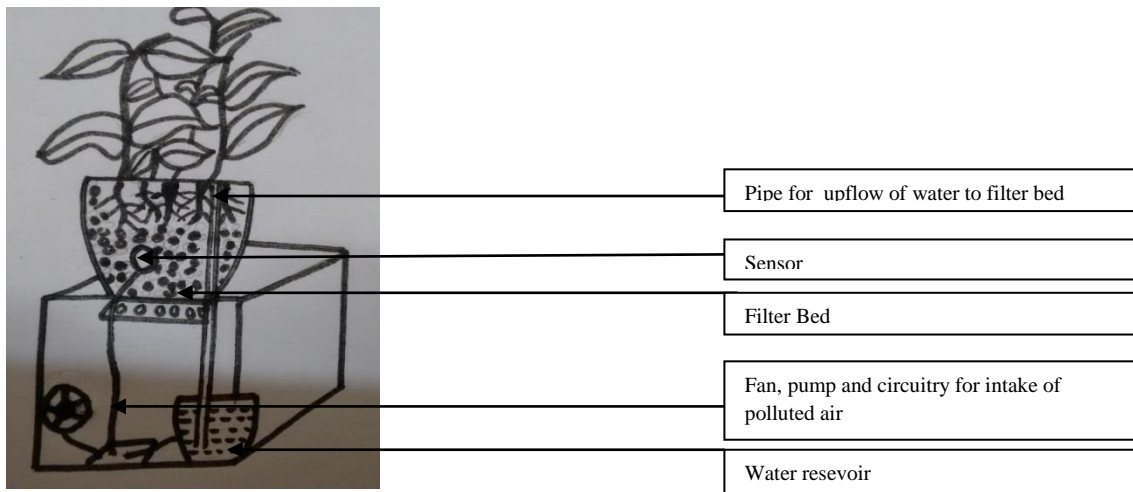 Pipe for upflow of water to filter bed
Sensor
Filter Bed
Fan, pump and circuitry for intake of
polluted air
Water resevoir